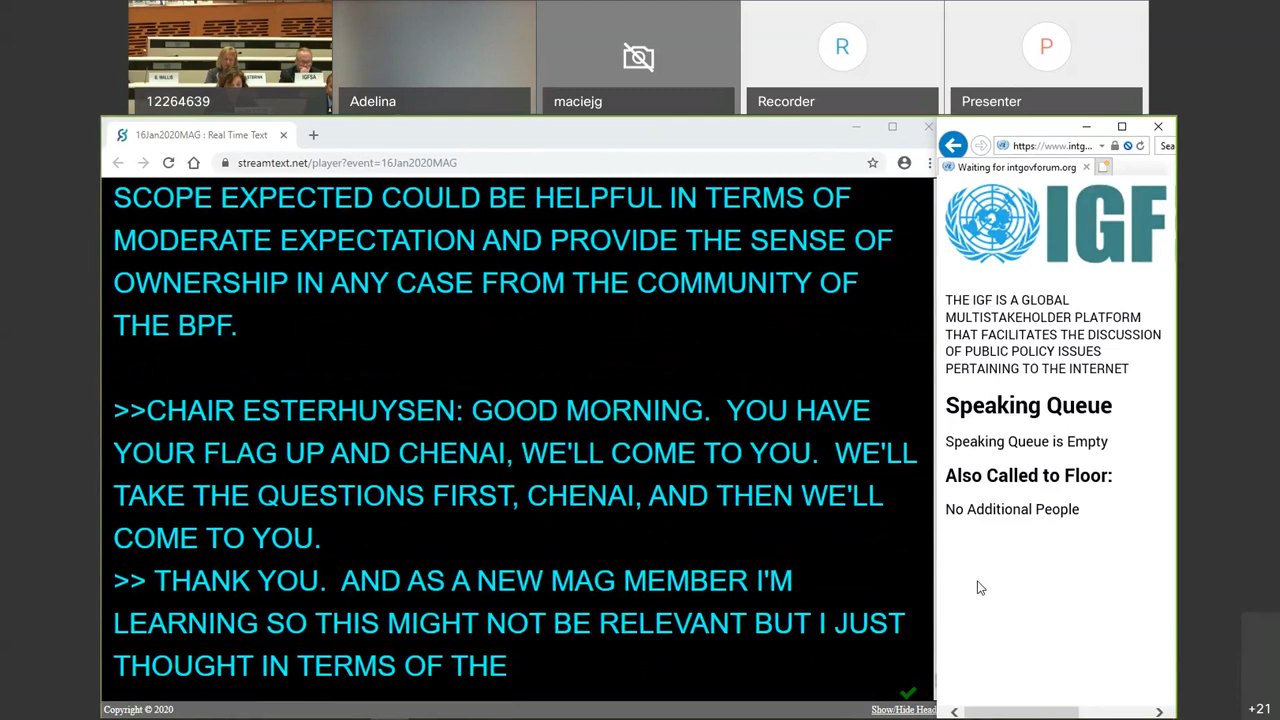 B. WALLIS
IGFSA
12264639
Adelina
maciejg
R
Recorder
P
Presenter
16Jan2020MAG : Real Time Text
streamtext.net/player?event=16Jan2020MAG
SCOPE EXPECTED COULD BE HELPFUL IN TERMS OF
MODERATE EXPECTATION AND PROVIDE THE SENSE OF
OWNERSHIP IN ANY CASE FROM THE COMMUNITY OF
THE BPF.
>>CHAIR ESTERHUYSEN: GOOD MORNING. YOU HAVE
YOUR FLAG UP AND CHENAI, WE'LL COME TO YOU. WE'LL
TAKE THE QUESTIONS FIRST, CHENAI, AND THEN WE'LL
COME TO YOU.
>> THANK YOU. AND AS A NEW MAG MEMBER I'M
LEARNING SO THIS MIGHT NOT BE RELEVANT BUT I JUST
THOUGHT IN TERMS OF THE
Copyright © 2020
Show/Hide Head
https://www.intg...
Sea
Waiting for intgovforum.org
IGF
THE IGF IS A GLOBAL
MULTISTAKEHOLDER PLATFORM
THAT FACILITATES THE DISCUSSION
OF PUBLIC POLICY ISSUES
PERTAINING TO THE INTERNET
Speaking Queue
Speaking Queue is Empty
Also Called to Floor:
No Additional People
+21